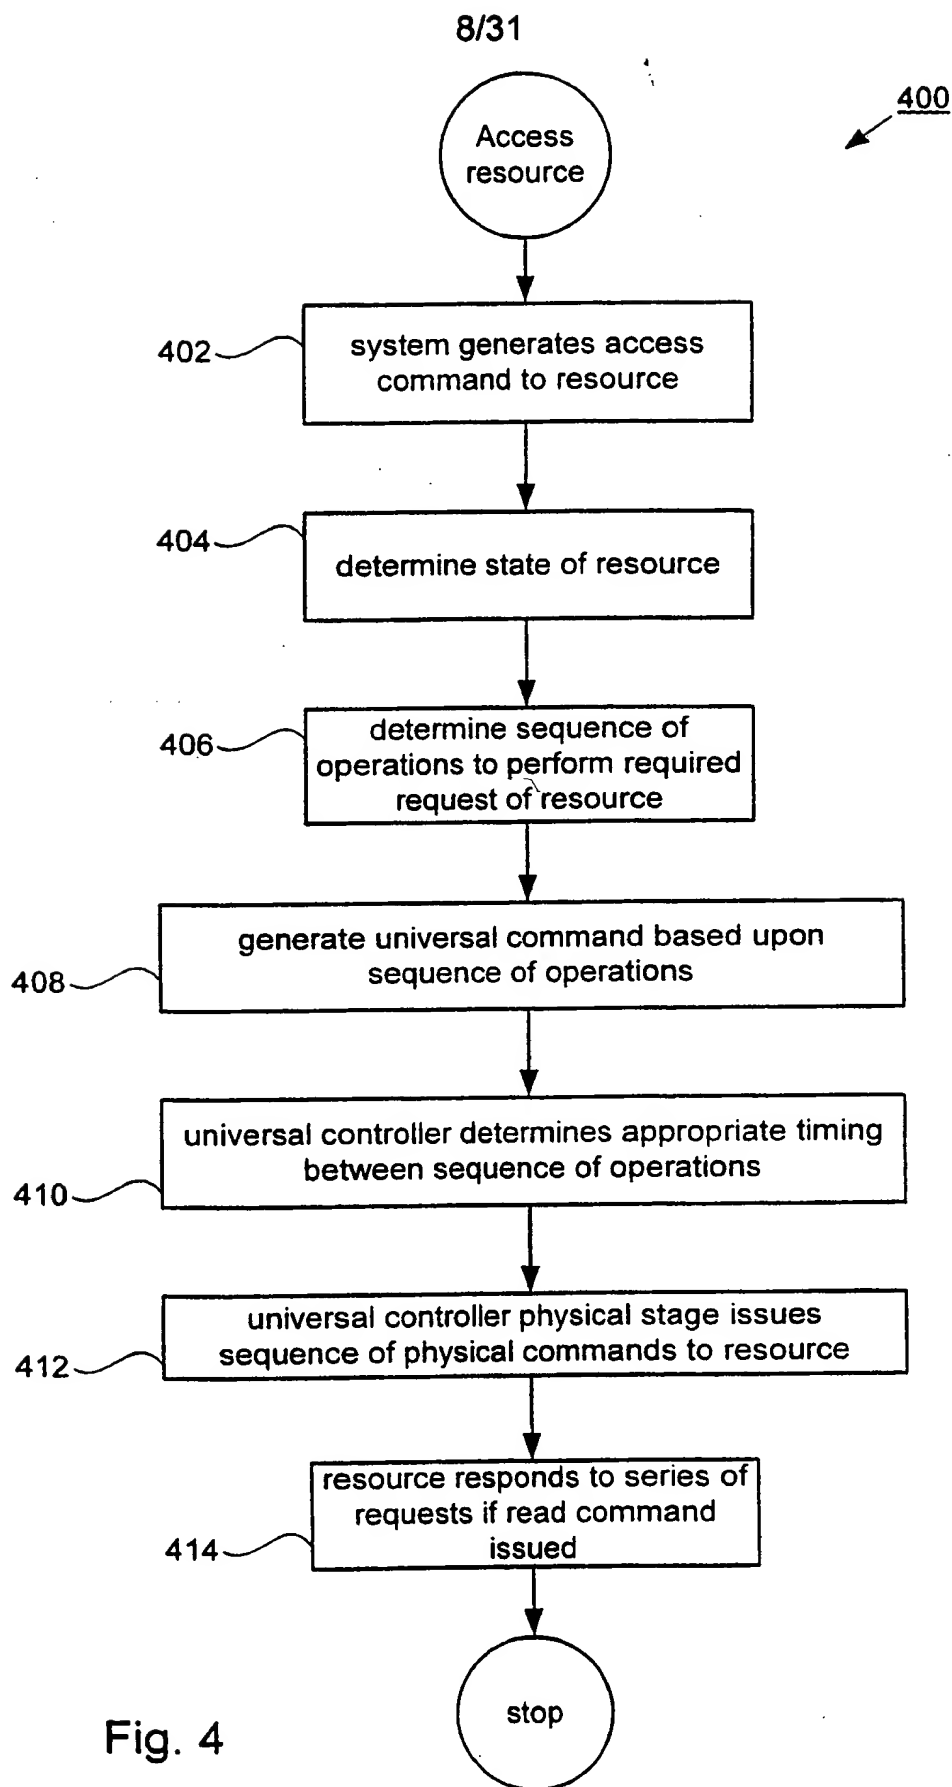 8/31
400
Access
resource
402
system generates access
command to resource
404
determine state of resource
406
determine sequence of
operations to perform required
request of resource
408
generate universal command based upon
sequence of operations
410
universal controller determines appropriate timing
between sequence of operations
412
universal controller physical stage issues
sequence of physical commands to resource
414
resource responds to series of
requests if read command
issued
stop
Fig. 4